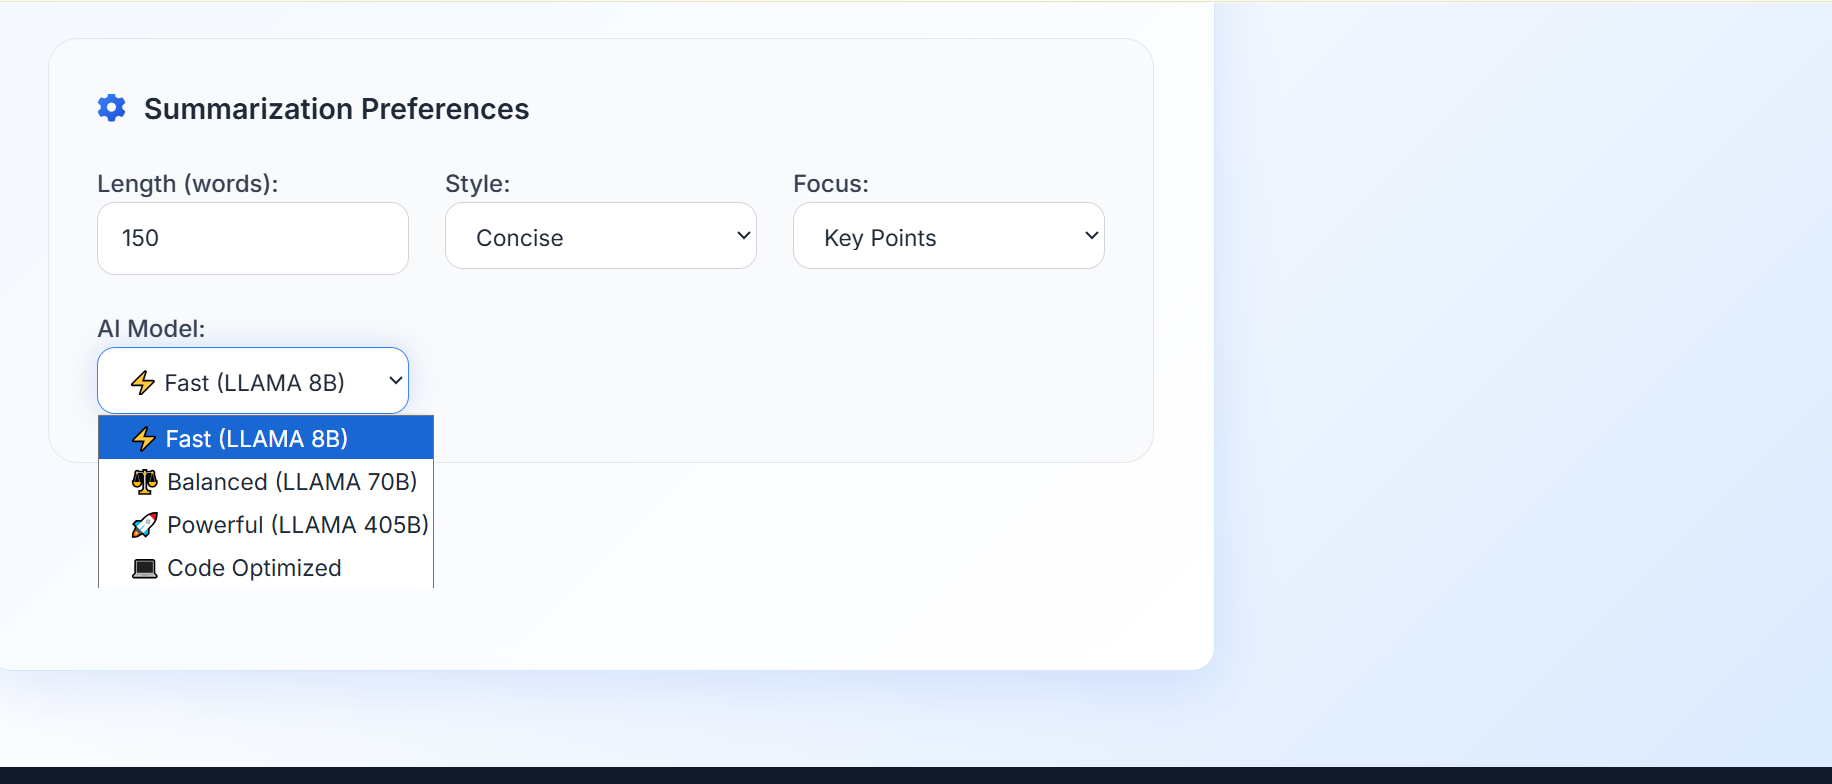 Summarization Preferences
Length (words): Style: Focus:
150 Concise Key Points
AI Model:
⚡ Fast (LLAMA 8B)
⚡ Fast (LLAMA 8B)
⚖️ Balanced (LLAMA 70B)
🚀 Powerful (LLAMA 405B)
💻 Code Optimized